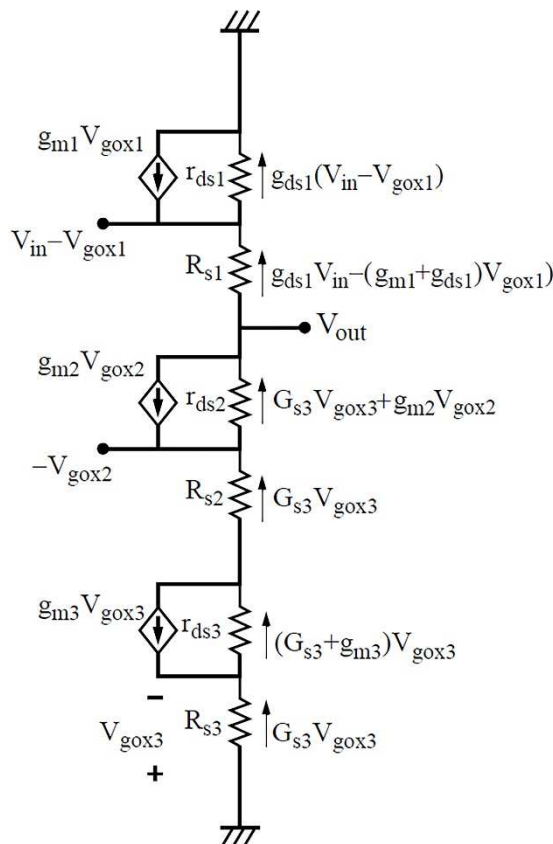 gm1Vgox1
rds1
gds1(Vin−Vgox1)
Vin−Vgox1
Rs1
gds1Vin−(gm1+gds1)Vgox1)
Vout
gm2Vgox2
rds2
Gs3Vgox3+gm2Vgox2
−Vgox2
Rs2
Gs3Vgox3
gm3Vgox3
rds3
(Gs3+gm3)Vgox3
−
Vgox3
+
Rs3
Gs3Vgox3